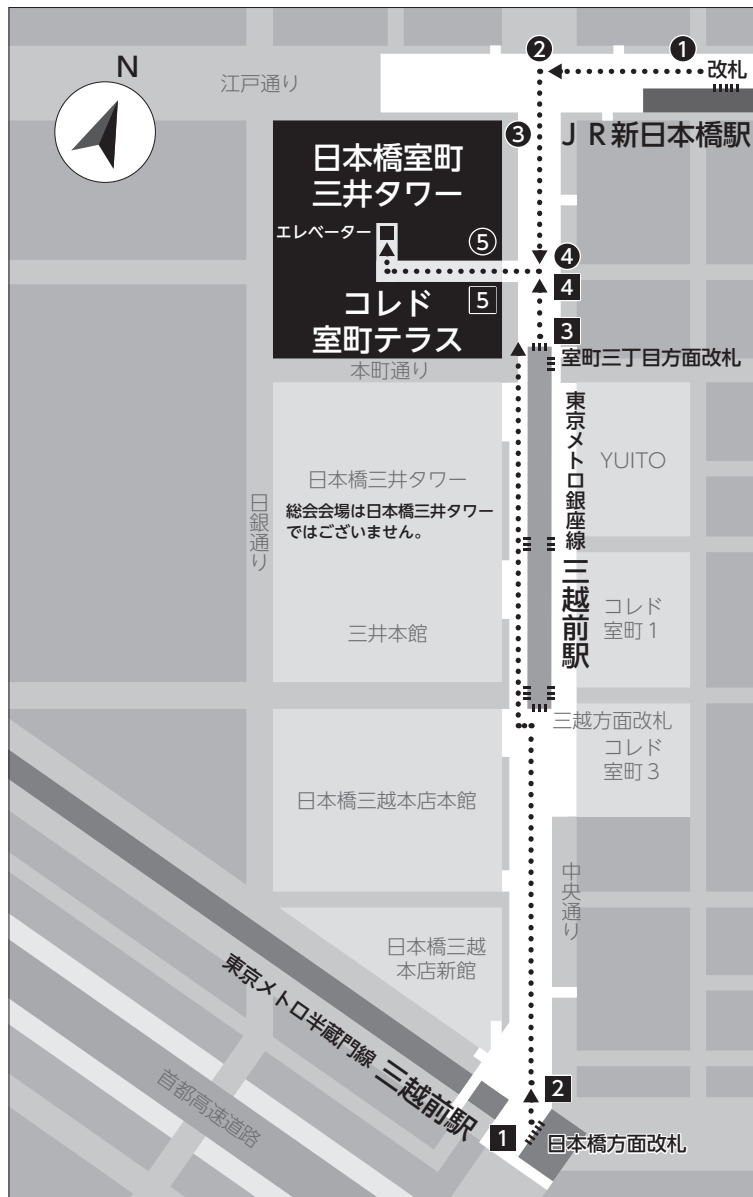 N
江戸通り
❷
❶
改札
❸
JR新日本橋駅
日本橋室町
三井タワー
エレベーター
⑤
❹
4
5
コレド
室町テラス
3
室町三丁目方面改札
本町通り
東京メトロ銀座線 三越前駅
YUITO
日本橋三井タワー
総会会場は日本橋三井タワー
ではございません。
日銀通り
コレド
室町1
三井本館
三越方面改札
コレド
室町3
日本橋三越本店本館
中央通り
日本橋三越
本店新館
東京メトロ半蔵門線 三越前駅
首都高速道路
2
1
日本橋方面改札